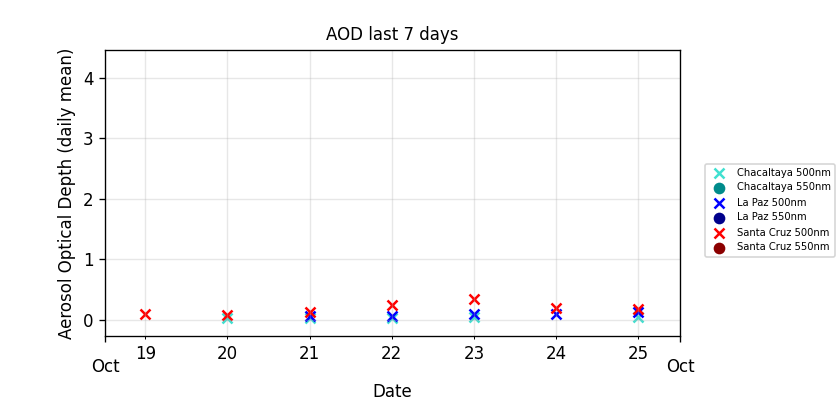 AOD last 7 days
Aerosol Optical Depth (daily mean)
4
3
2
1
0
19
20
21
22
23
24
25
Oct
Oct
Date
Chacaltaya 500nm
Chacaltaya 550nm
La Paz 500nm
La Paz 550nm
Santa Cruz 500nm
Santa Cruz 550nm